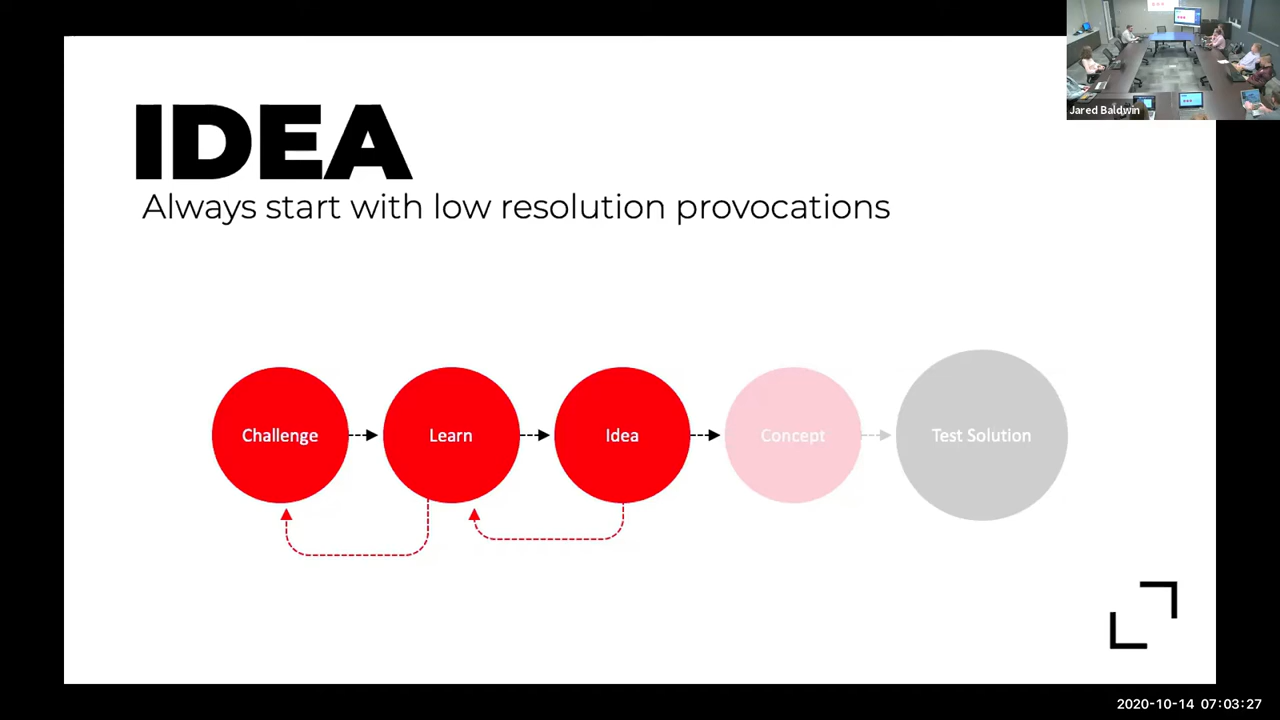 IDEA
Always start with low resolution provocations
Challenge
Learn
Idea
Concept
Test Solution
Jared Baldwin
2020-10-14 07:03:27